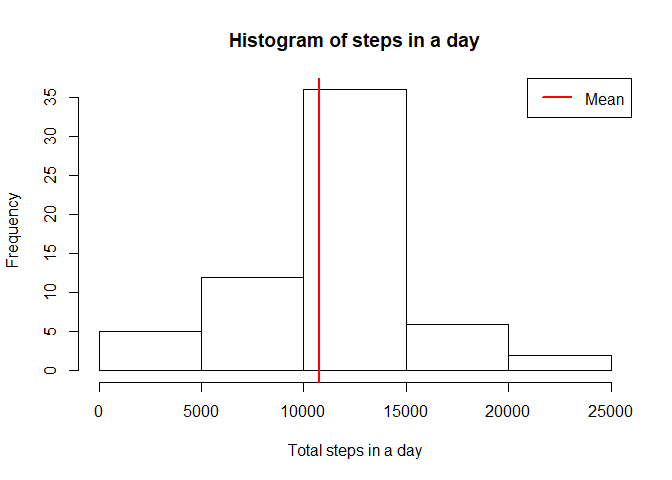 Histogram of steps in a day
Mean
Frequency
35
30
25
20
15
10
5
0
0 5000 10000 15000 20000 25000
Total steps in a day